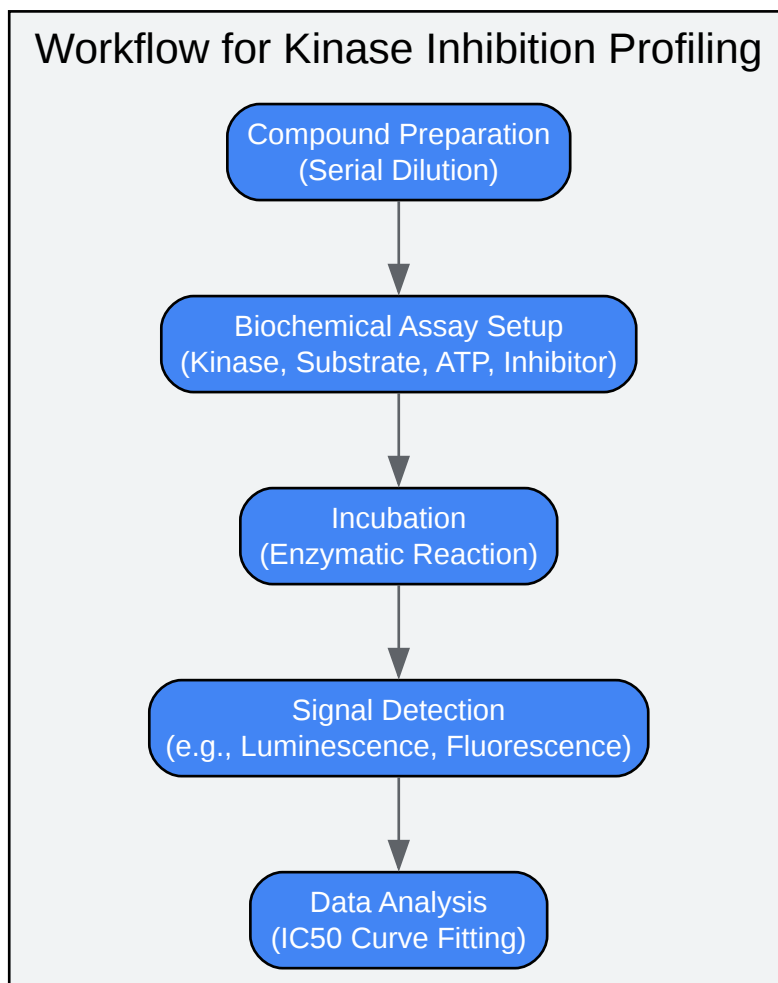 Workflow for Kinase Inhibition Profiling
Compound Preparation
(Serial Dilution)
Biochemical Assay Setup
(Kinase, Substrate, ATP, Inhibitor)
Incubation
(Enzymatic Reaction)
Signal Detection
(e.g., Luminescence, Fluorescence)
Data Analysis
(IC50 Curve Fitting)